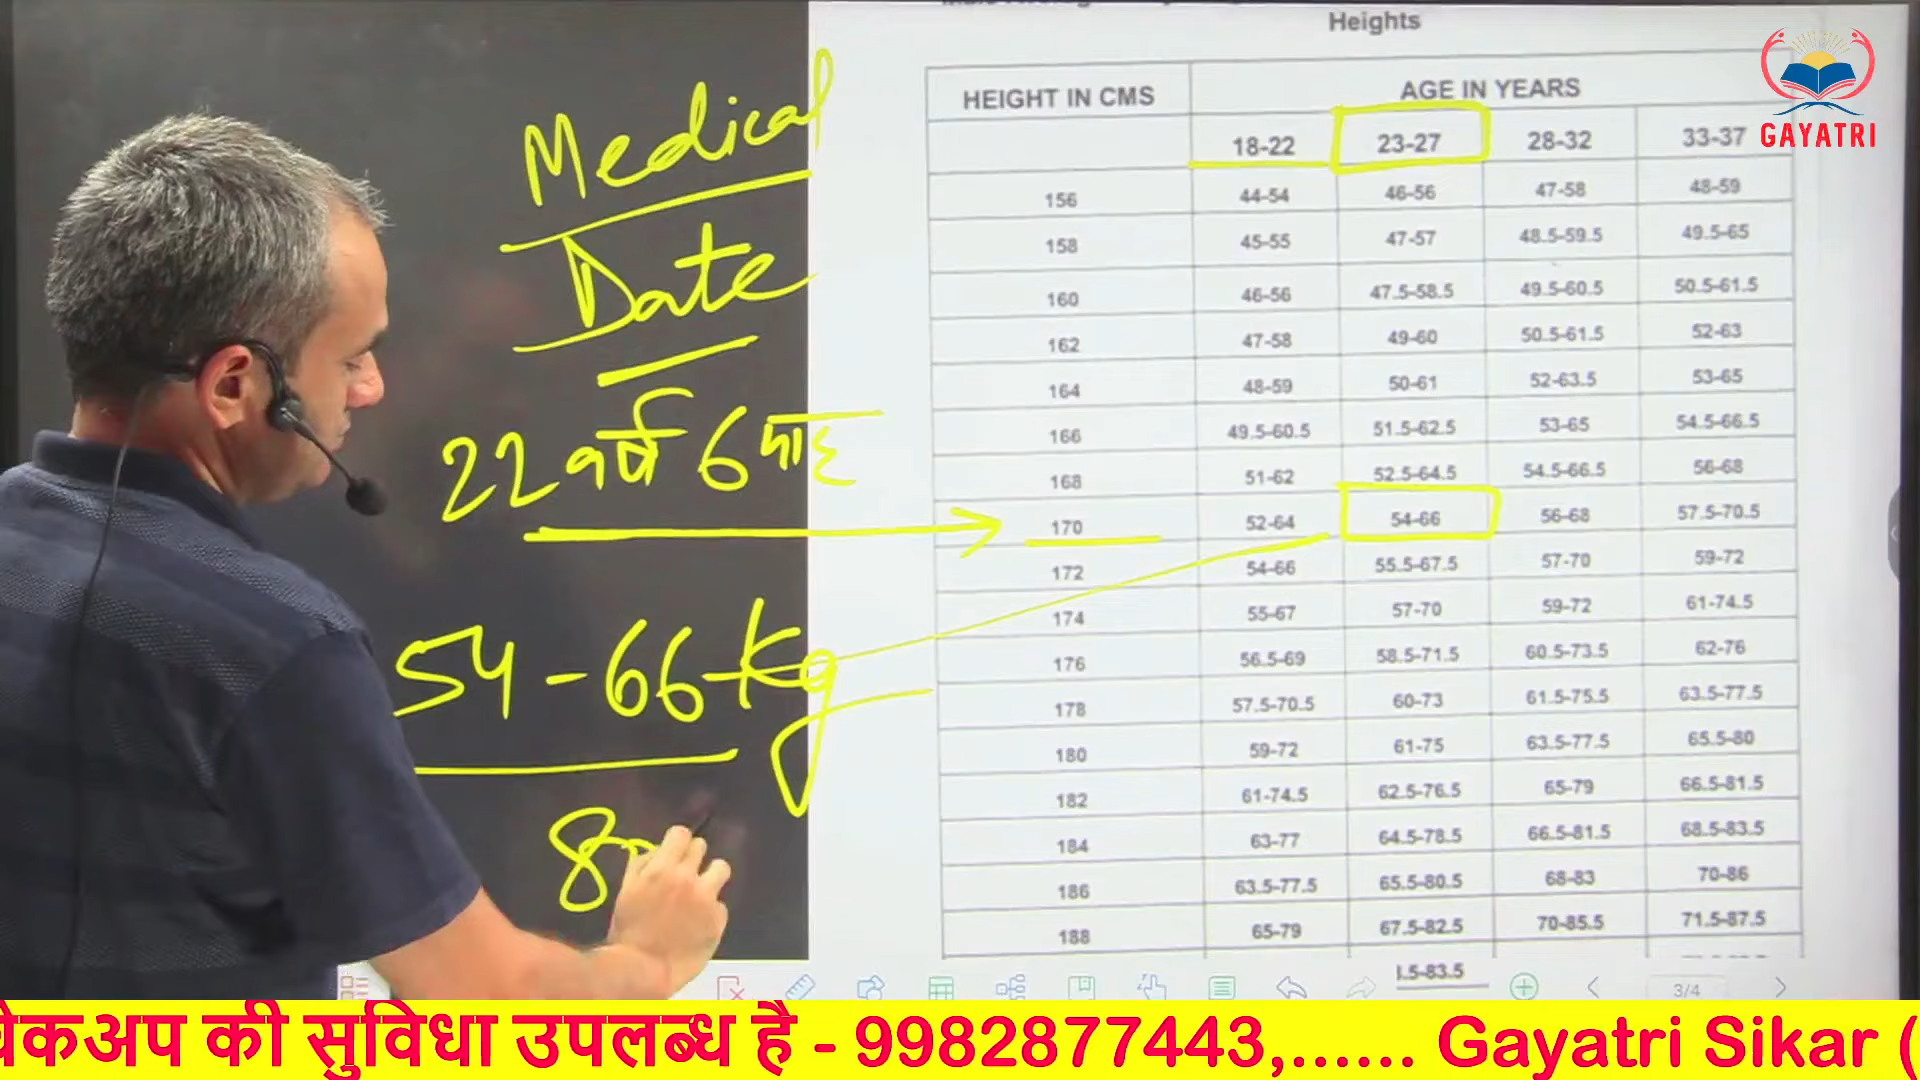 Heights
GAYATRI
Medical
Date
22 वर्ष 6 माह
54-66 Kg
HEIGHT IN CMS AGE IN YEARS
18-22 23-27 28-32 33-37
156 44-54 46-56 47-58 48-59
158 45-55 47-57 48.5-59.5 49.5-65
160 46-56 47.5-58.5 49.5-60.5 50.5-61.5
162 47-58 49-60 50.5-61.5 52-63
164 48-59 50-61 52-63.5 53-65
166 49.5-60.5 51.5-62.5 53-65 54.5-66.5
168 51-62 52.5-64.5 54.5-66.5 56-68
170 52-64 54-66 56-68 57.5-70.5
172 54-66 55.5-67.5 57-70 59-72
174 55-67 57-70 59-72 61-74.5
176 56.5-69 58.5-71.5 60.5-73.5 62-76
178 57.5-70.5 60-73 61.5-75.5 63.5-77.5
180 59-72 61-75 63.5-77.5 65.5-80
182 61-74.5 62.5-76.5 65-79 66.5-81.5
184 63-77 64.5-78.5 66.5-81.5 68.5-83.5
186 63.5-77.5 65.5-80.5 68-83 70-86
188 65-79 67.5-82.5 70-85.5 71.5-87.5
.5-83.5
3/4
चेकअप की सुविधा उपलब्ध है - 9982877443,...... Gayatri Sikar (